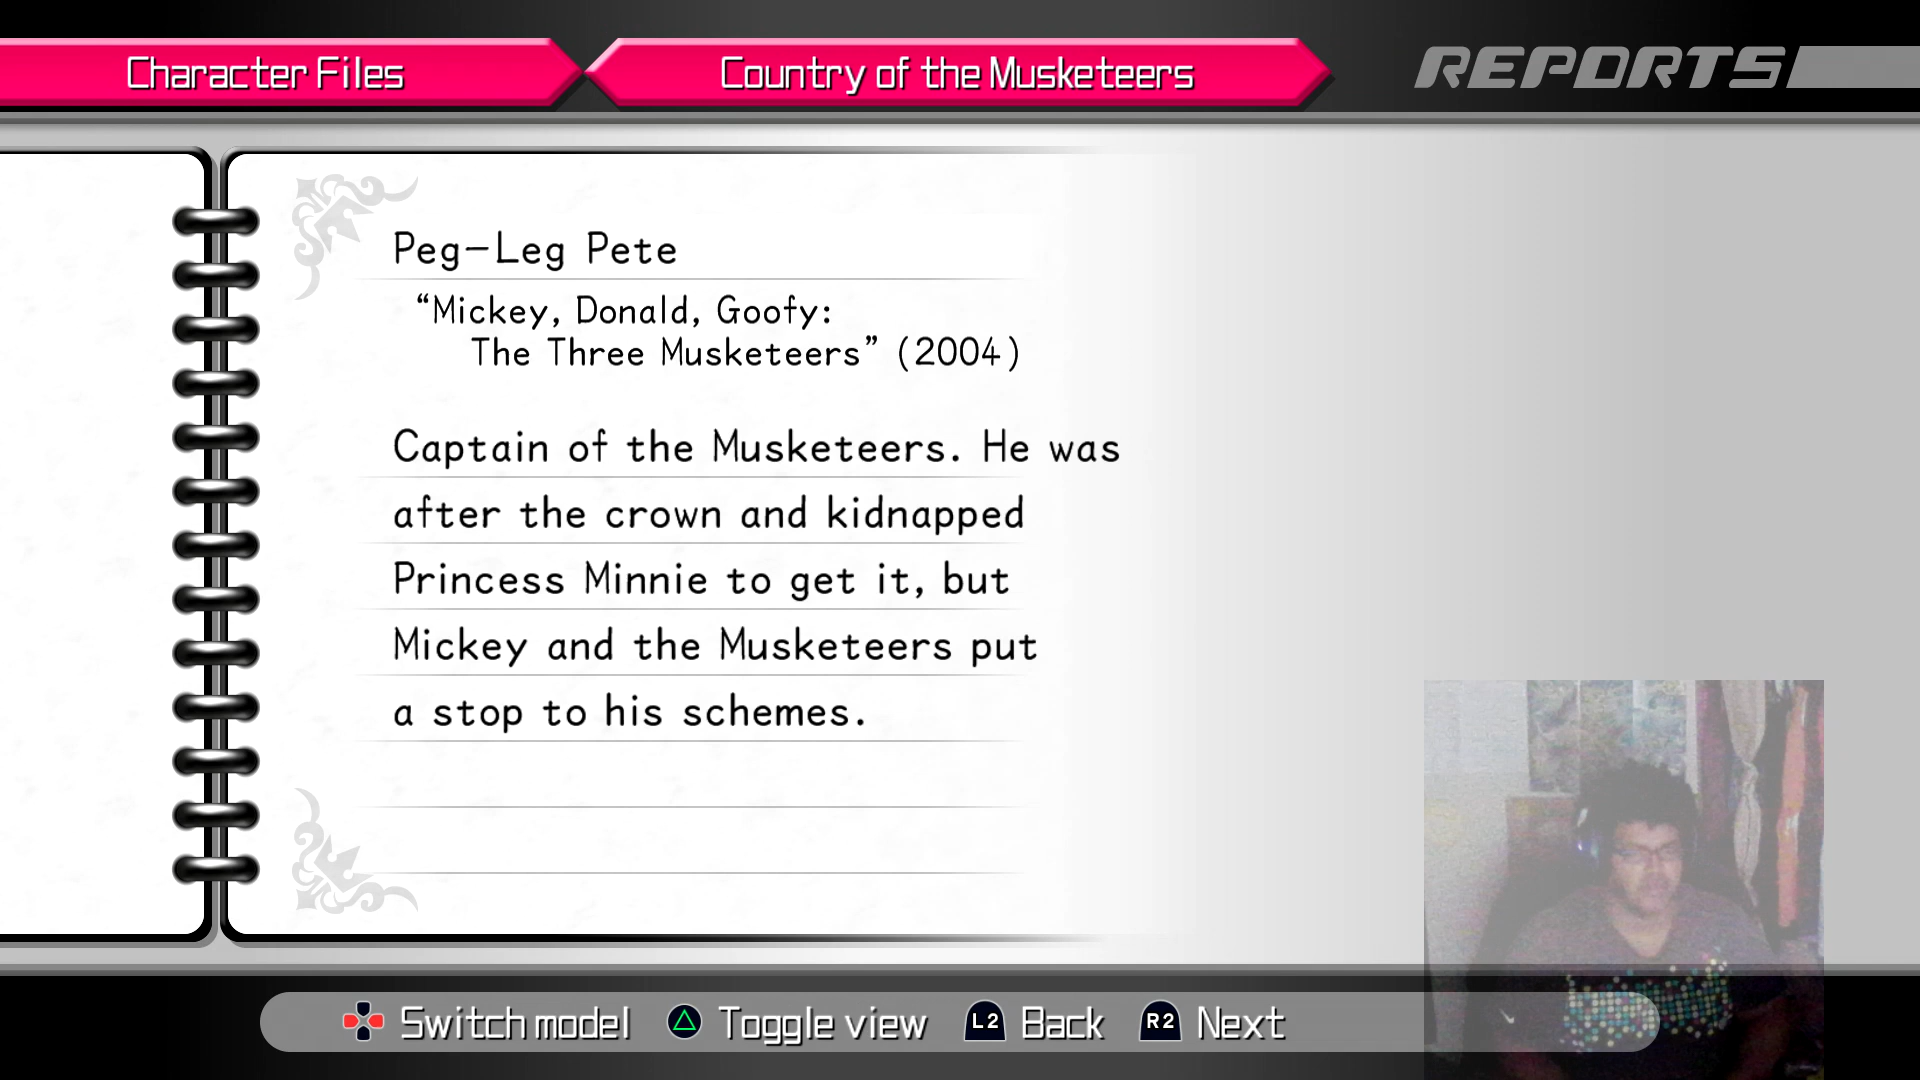 Character Files
Country of the Musketeers
REPORTS
Peg-Leg Pete
“Mickey, Donald, Goofy:
The Three Musketeers” (2004)
Captain of the Musketeers. He was
after the crown and kidnapped
Princess Minnie to get it, but
Mickey and the Musketeers put
a stop to his schemes.
Switch model
Toggle view
L2 Back
R2 Next